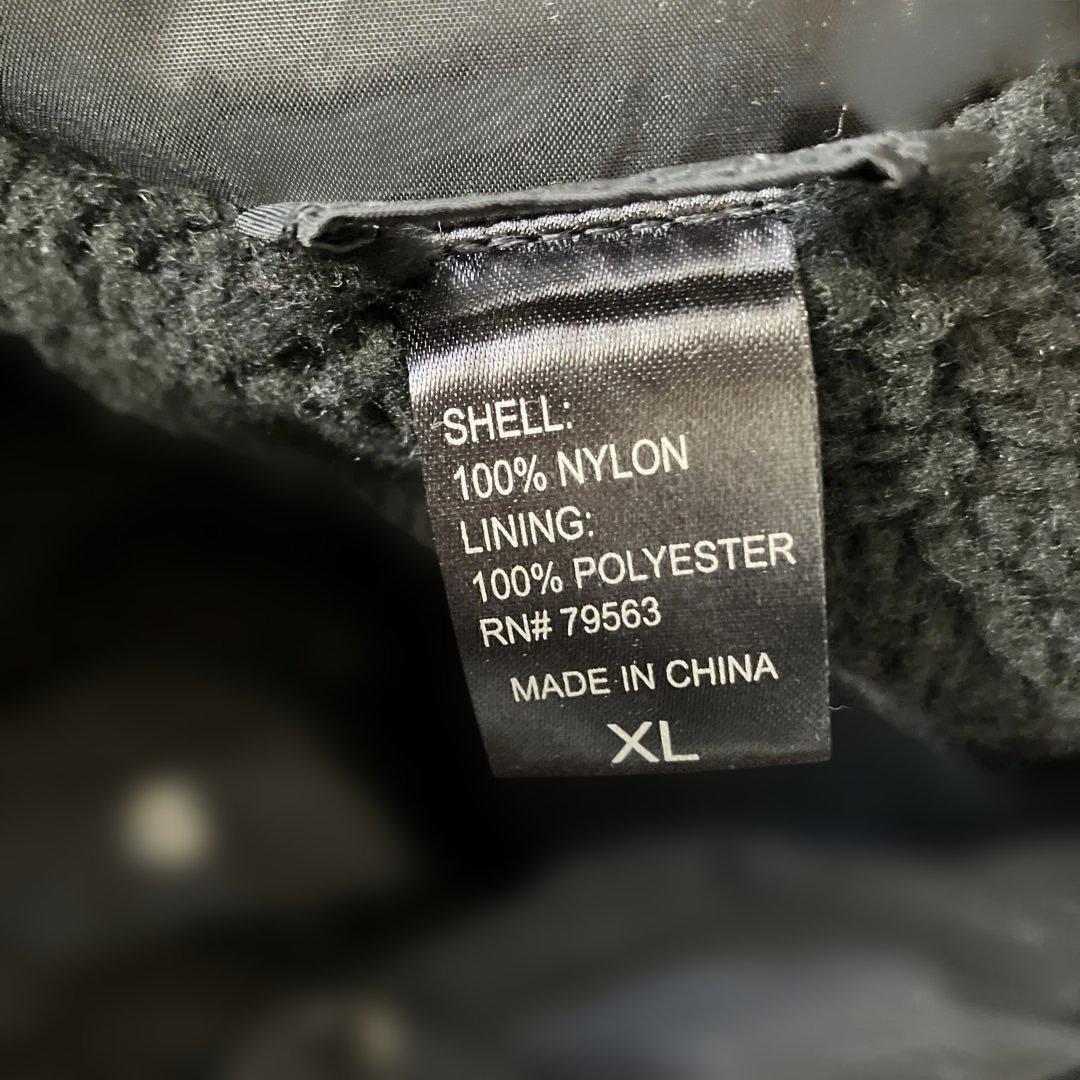 SHELL:
100% NYLON
LINING:
100% POLYESTER
RN# 79563
MADE IN CHINA
XL